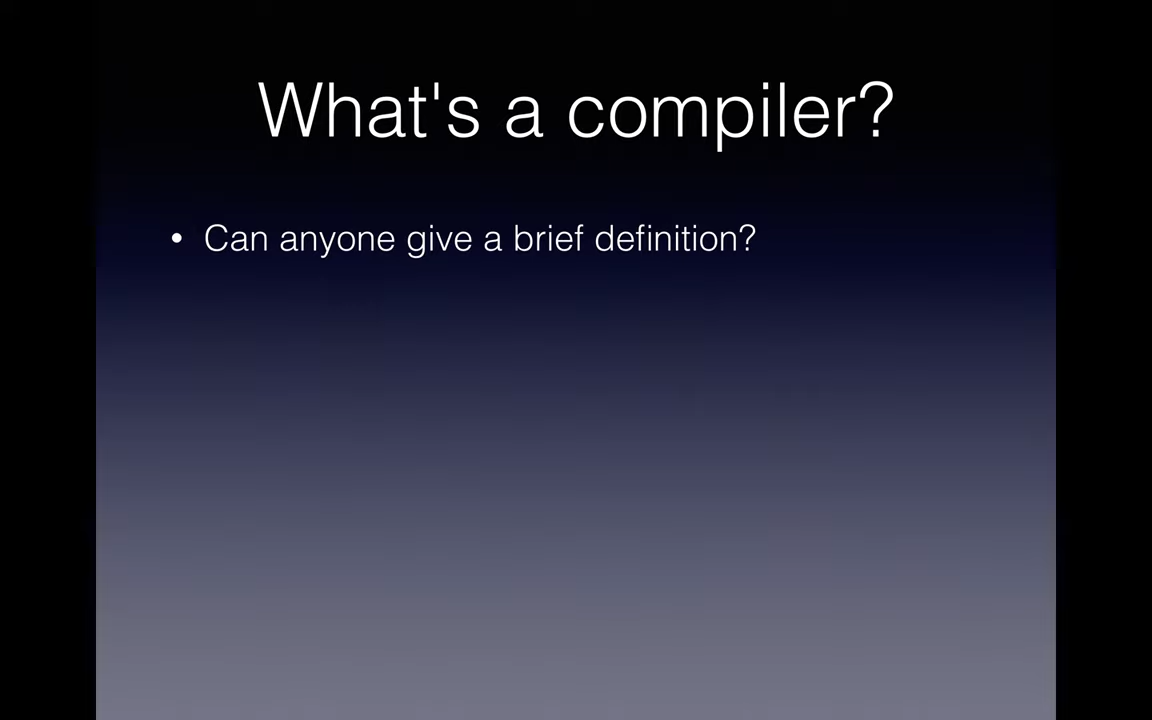 What's a compiler?
• Can anyone give a brief definition?